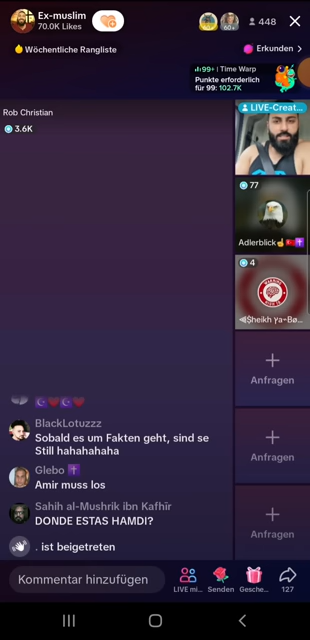 Ex-muslim
70.0K Likes
60+
448
Wöchentliche Rangliste
Erkunden >
99+ | Time Warp
Punkte erforderlich
für 99: 102.7K
Rob Christian
3.6K
LIVE-Creat...
77
Adlerblick
4
Anfragen
BlackLotuzzz
Sobald es um Fakten geht, sind se
Still hahahahaha
Glebo
Amir muss los
Anfragen
Sahih al-Mushrik ibn Kafhir
DONDE ESTAS HAMDI?
. ist beigetreten
Anfragen
Kommentar hinzufügen
LIVE mi...
Senden
Gesche...
127